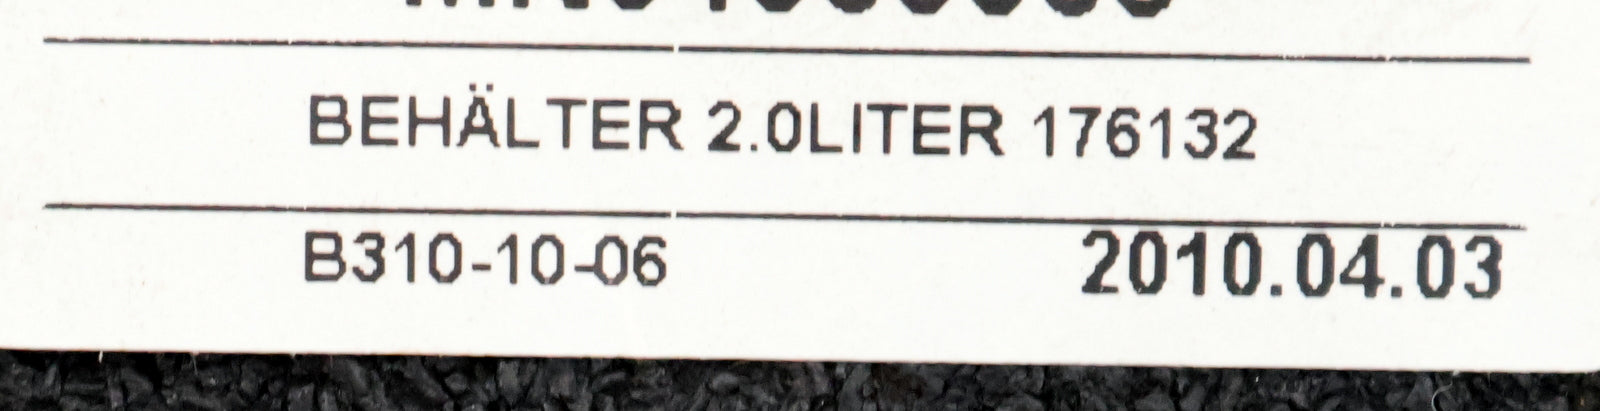 BEHÄLTER 2.0LITER 176132
B310-10-06 2010.04.03